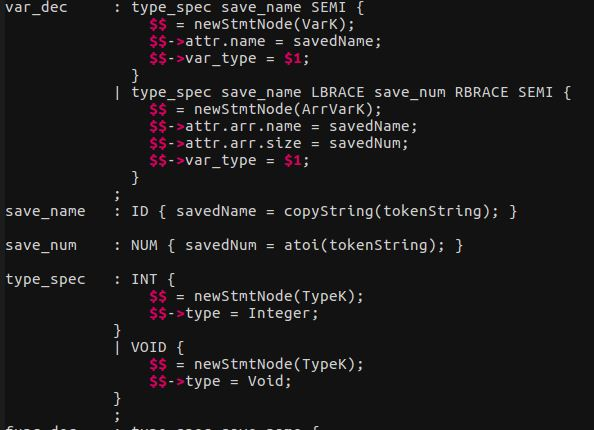 var_dec : type_spec save_name SEMI {
$$ = newStmtNode(VarK);
$$->attr.name = savedName;
$$->var_type = $1;
}
| type_spec save_name LBRACE save_num RBRACE SEMI {
$$ = newStmtNode(ArrVarK);
$$->attr.arr.name = savedName;
$$->attr.arr.size = savedNum;
$$->var_type = $1;
}
;
save_name : ID { savedName = copyString(tokenString); }
save_num : NUM { savedNum = atoi(tokenString); }
type_spec : INT {
$$ = newStmtNode(TypeK);
$$->type = Integer;
}
| VOID {
$$ = newStmtNode(TypeK);
$$->type = Void;
}
;